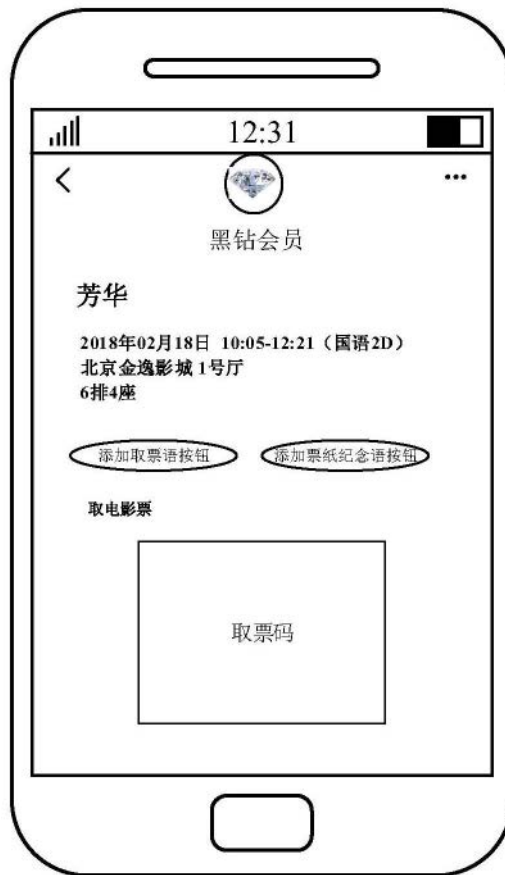 12:31
黑钻会员
芳华
2018年02月18日 10:05-12:21（国语2D）
北京金逸影城 1号厅
6排4座
添加取票语按钮 添加票纸纪念语按钮
取电影票
取票码